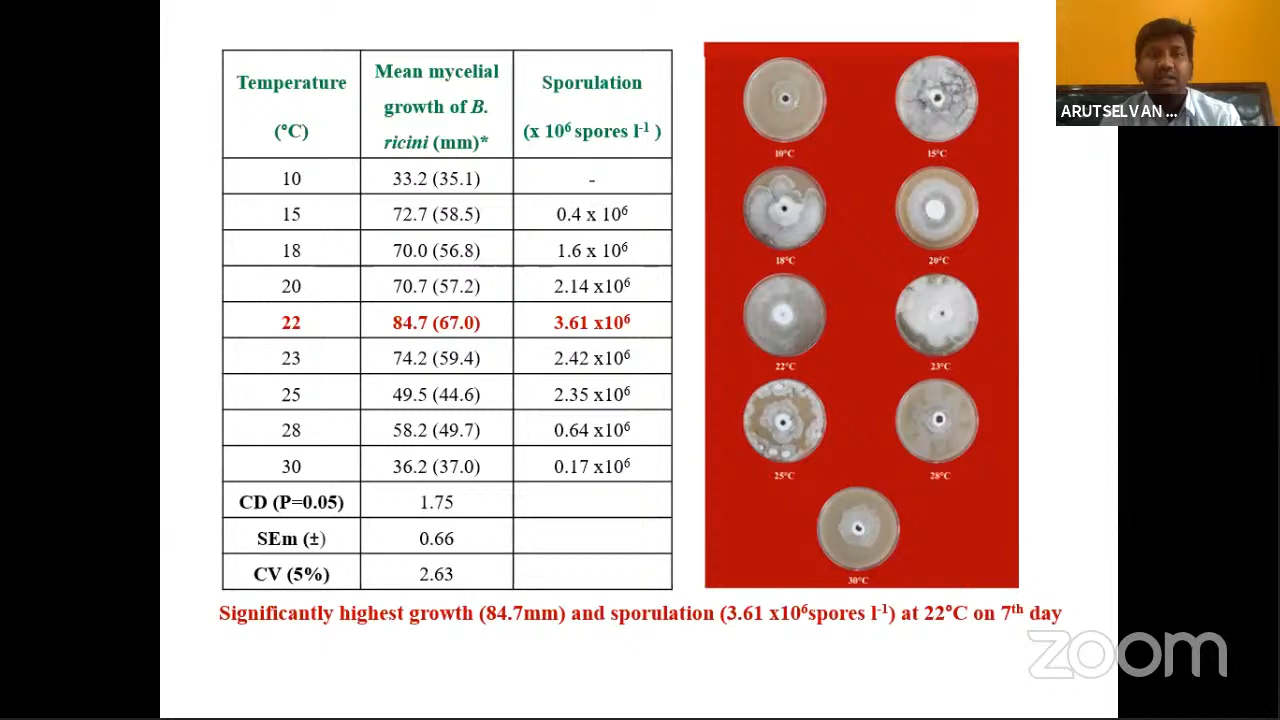 Temperature
(°C)
Mean mycelial
growth of B.
ricini (mm)*
Sporulation
(x 10⁶ spores l⁻¹ )
10 33.2 (35.1) -
15 72.7 (58.5) 0.4 x 10⁶
18 70.0 (56.8) 1.6 x 10⁶
20 70.7 (57.2) 2.14 x10⁶
22 84.7 (67.0) 3.61 x10⁶
23 74.2 (59.4) 2.42 x10⁶
25 49.5 (44.6) 2.35 x10⁶
28 58.2 (49.7) 0.64 x10⁶
30 36.2 (37.0) 0.17 x10⁶
CD (P=0.05) 1.75
SEm (±) 0.66
CV (5%) 2.63
10°C 15°C
18°C 20°C
22°C 23°C
25°C 28°C
30°C
Significantly highest growth (84.7mm) and sporulation (3.61 x10⁶spores l⁻¹) at 22°C on 7th day
ARUTSELVAN ...
zoom